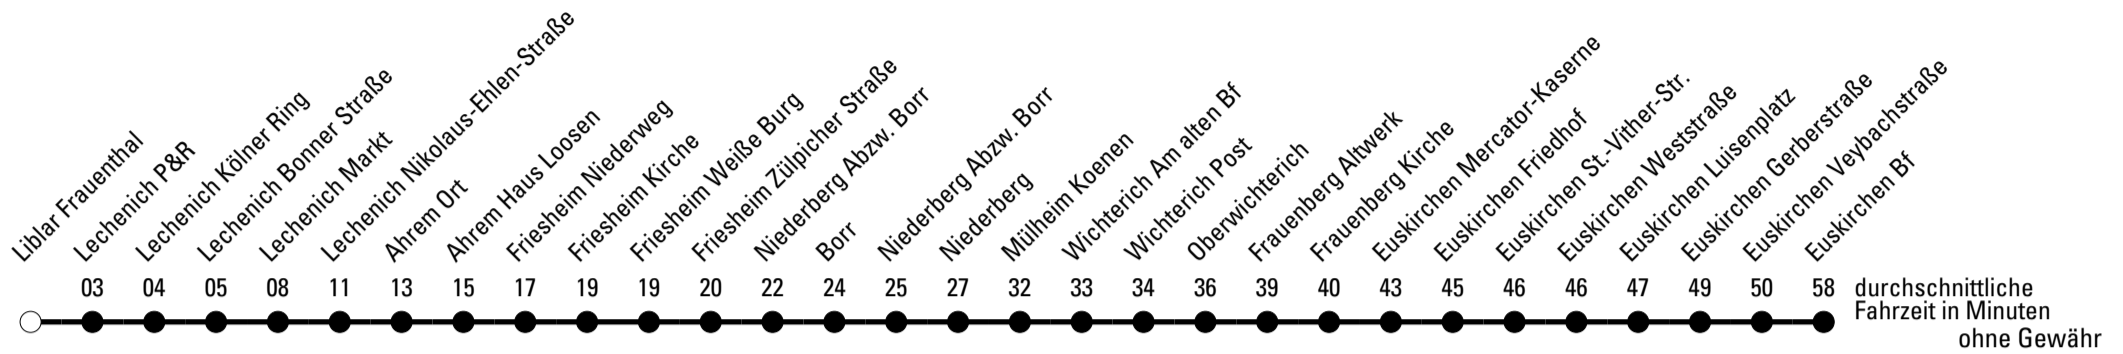 Liblar Frauenthal
Lechenich P&R
Lechenich Kölner Ring
Lechenich Bonner Straße
Lechenich Markt
Lechenich Nikolaus-Ehlen-Straße
Ahrem Ort
Ahrem Haus Loosen
Friesheim Niederweg
Friesheim Kirche
Friesheim Weiße Burg
Friesheim Zülpicher Straße
Niederberg Abzw. Borr
Borr
Niederberg Abzw. Borr
Niederberg
Mülheim Koenen
Wichterich Am alten Bf
Wichterich Post
Oberwichterich
Frauenberg Altwerk
Frauenberg Kirche
Euskirchen Mercator-Kaserne
Euskirchen Friedhof
Euskirchen St.-Vither-Str.
Euskirchen Weststraße
Euskirchen Luisenplatz
Euskirchen Gerberstraße
Euskirchen Veybachstraße
Euskirchen Bf
03 04 05 08 11 13 15 17 19 19 20 22 24 25 27 32 33 34 36 39 40 43 45 46 46 47 49 50 58 durchschnittliche
Fahrzeit in Minuten
ohne Gewähr